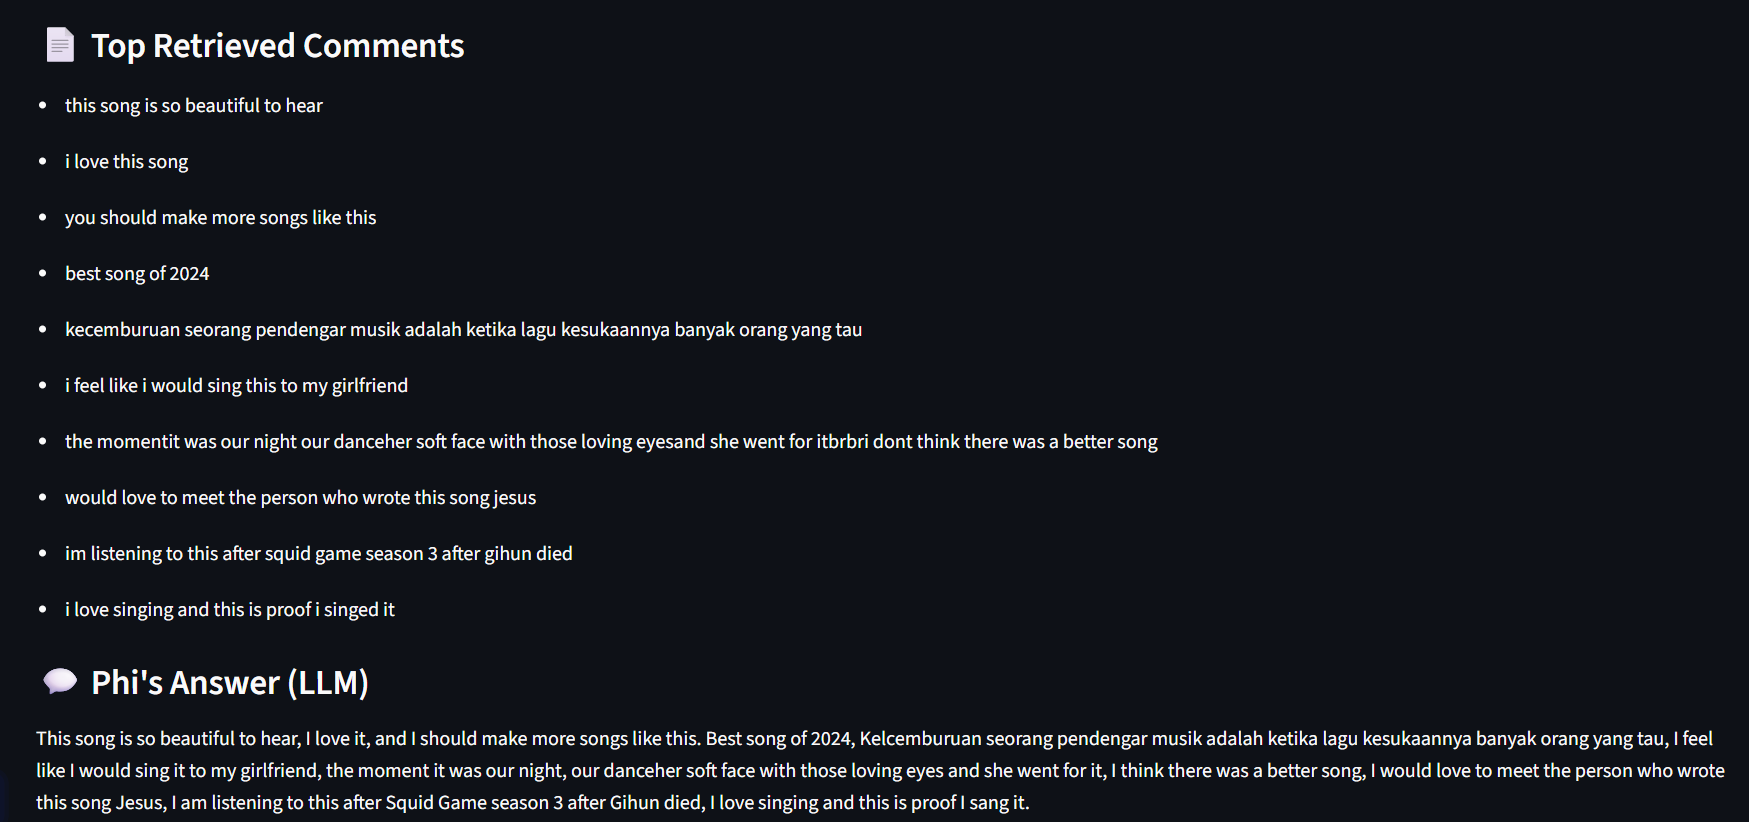 Top Retrieved Comments
this song is so beautiful to hear
i love this song
you should make more songs like this
best song of 2024
kecemburuan seorang pendengar musik adalah ketika lagu kesukaannya banyak orang yang tau
i feel like i would sing this to my girlfriend
the momentit was our night our danceher soft face with those loving eyesand she went for itbrbri dont think there was a better song
would love to meet the person who wrote this song jesus
im listening to this after squid game season 3 after gihun died
i love singing and this is proof i singed it
Phi's Answer (LLM)
This song is so beautiful to hear, I love it, and I should make more songs like this. Best song of 2024, Kelcemburuan seorang pendengar musik adalah ketika lagu kesukaannya banyak orang yang tau, I feel
like I would sing it to my girlfriend, the moment it was our night, our danceher soft face with those loving eyes and she went for it, I think there was a better song, I would love to meet the person who wrote
this song Jesus, I am listening to this after Squid Game season 3 after Gihun died, I love singing and this is proof I sang it.